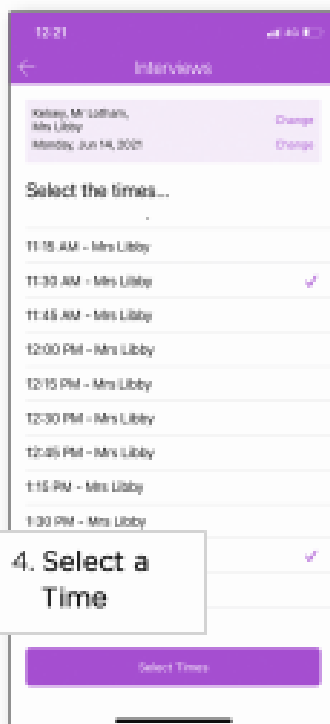 12:21
4G
Interviews
Kelsey, Mr Lotham,
Mrs Libby
Change
Monday, Jun 14, 2021
Change
Select the times...
11:15 AM - Mrs Libby
11:30 AM - Mrs Libby
11:45 AM - Mrs Libby
12:00 PM - Mrs Libby
12:15 PM - Mrs Libby
12:30 PM - Mrs Libby
12:45 PM - Mrs Libby
1:15 PM - Mrs Libby
1:30 PM - Mrs Libby
4. Select a
Time
Select Times